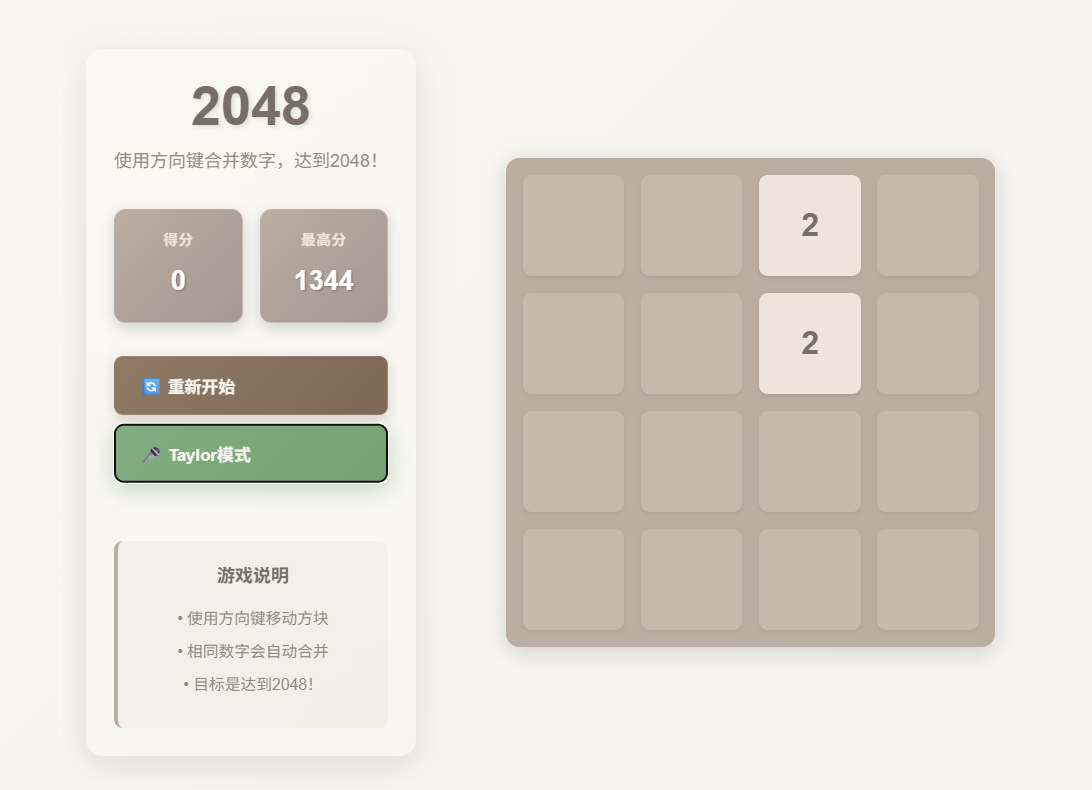 2048
使用方向键合并数字，达到2048！
得分
0
最高分
1344
🔄 重新开始
🎤 Taylor模式
游戏说明
• 使用方向键移动方块
• 相同数字会自动合并
• 目标是达到2048！
2
2